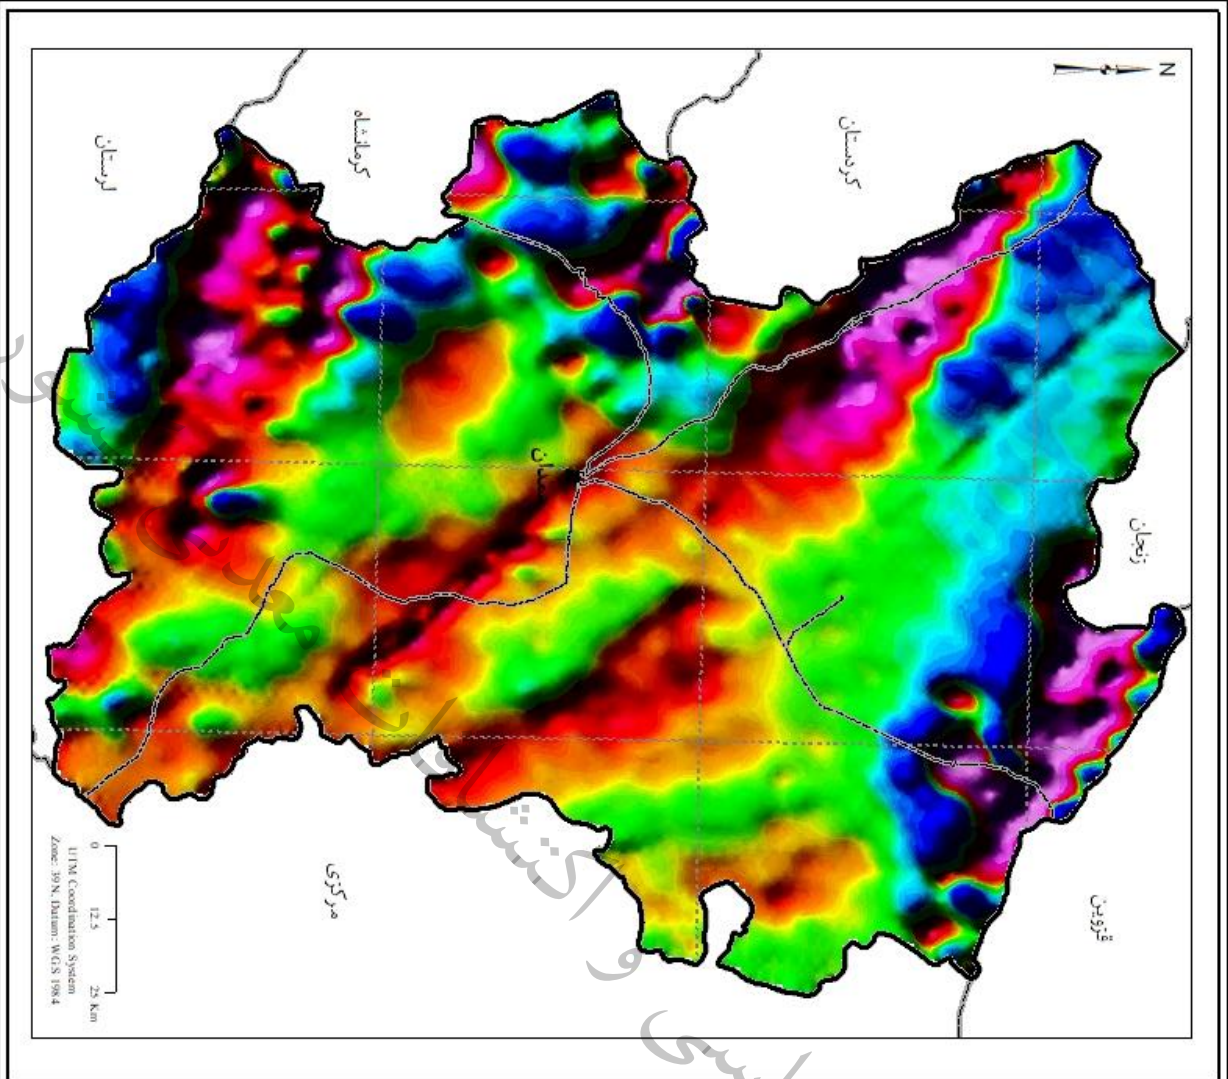 N
کردستان
کرمانشاه
لرستان
زنجان
همدان
قزوین
مرکزی
0 12.5 25 Km
UTM Coordination System
Zone: 39N. Datum: WGS 1984